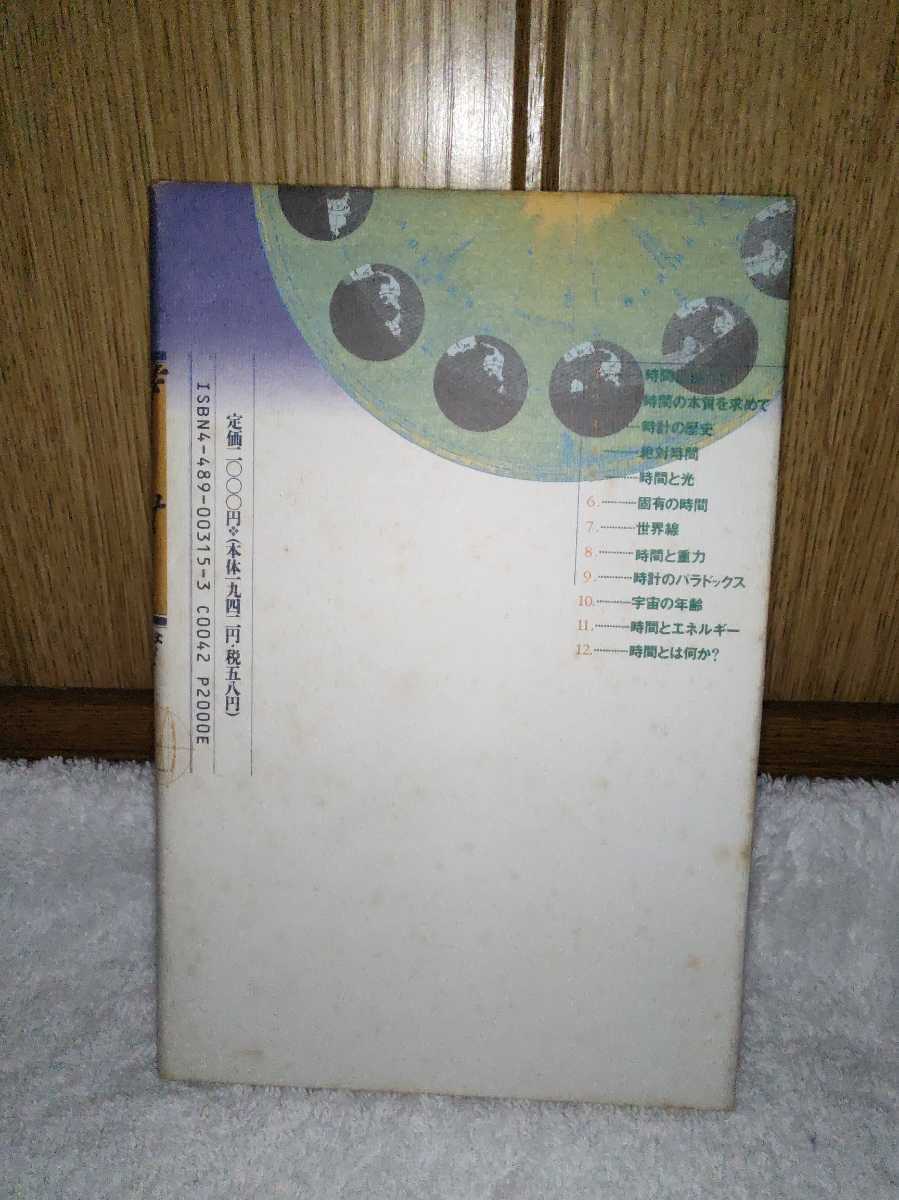 時間
時間の本質を求めて
時計の歴史
絶対時間
時間と光
6.………固有の時間
7.………世界線
8.………時間と重力
9.………時計のパラドックス
10.………宇宙の年齢
11.………時間とエネルギー
12.………時間とは何か?
定価二〇〇〇円❖(本体一九四二円・税五八円)
ISBN4-489-00315-3 C0042 P2000E